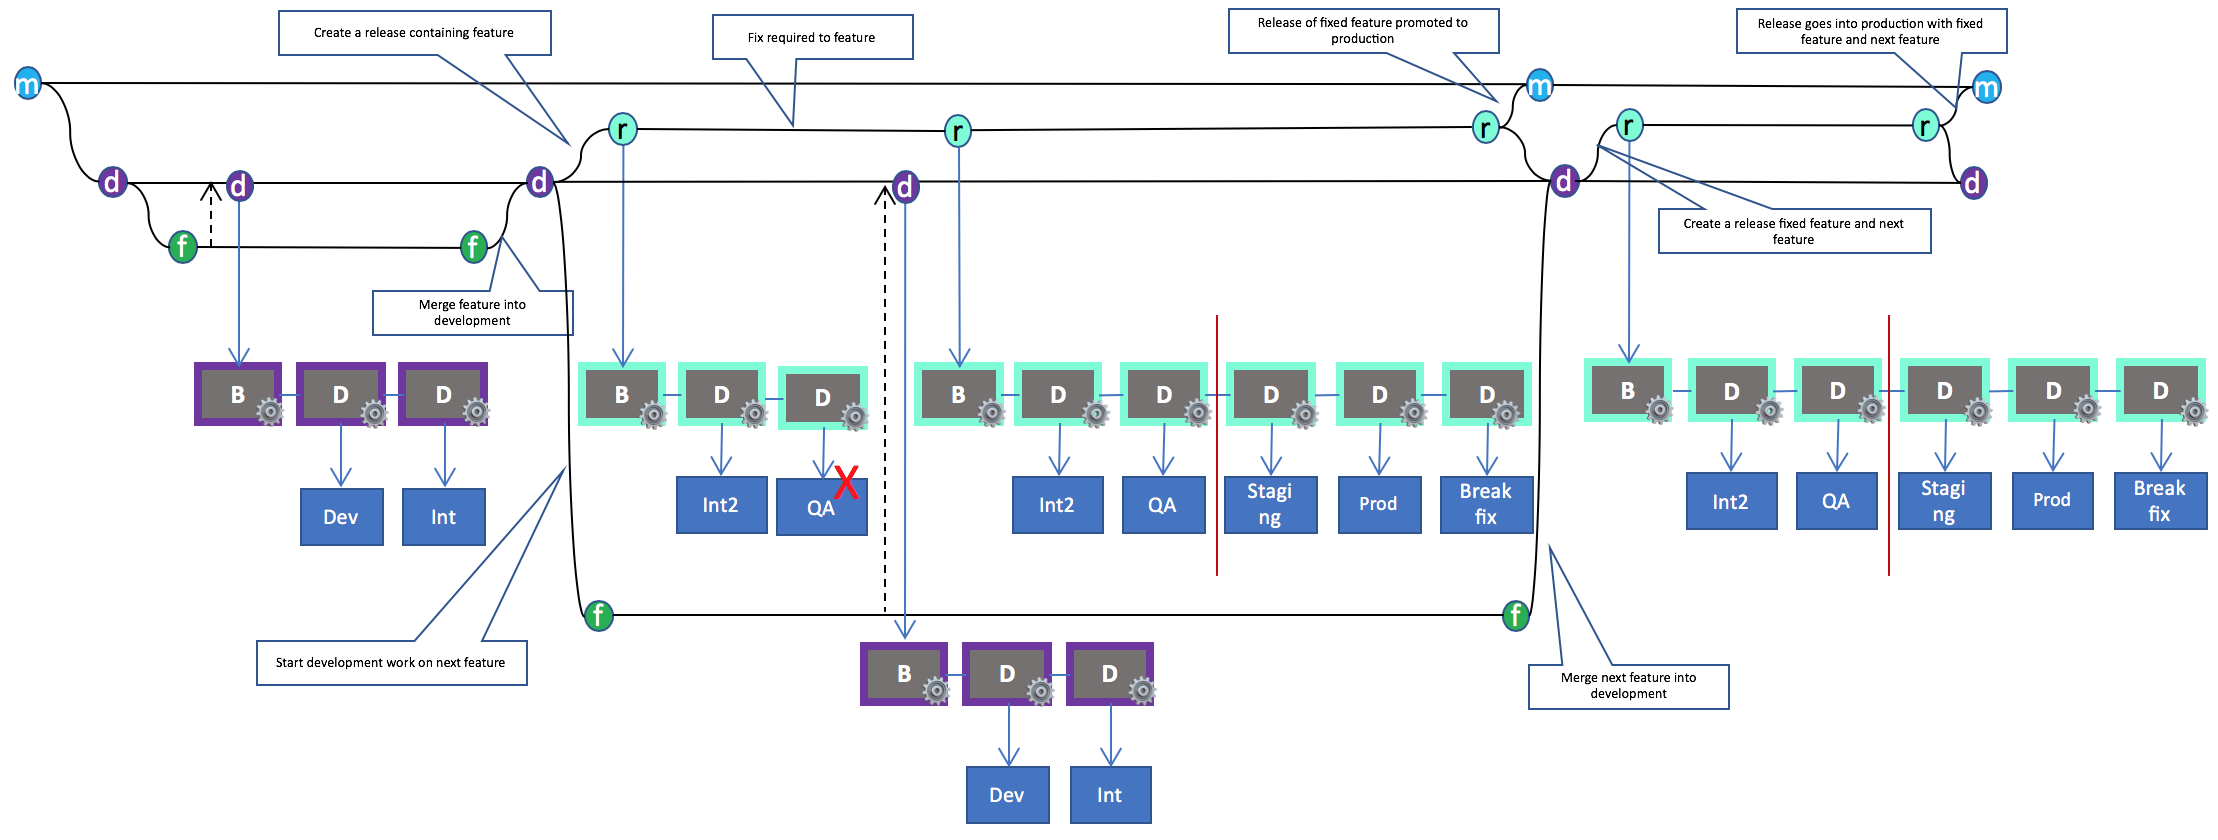 Create a release containing feature
Fix required to feature
Release of fixed feature promoted to
production
Release goes into production with fixed
feature and next feature
m
m
m
r
r
r
r
r
d
d
d
d
d
d
f
f
Create a release fixed feature and next
feature
Merge feature into
development
B
D
D
B
D
D
B
D
D
D
D
D
B
D
D
D
D
D
Dev
Int
Int2
QA
X
Int2
QA
Stagi
ng
Prod
Break
fix
Int2
QA
Stagi
ng
Prod
Break
fix
f
f
Start development work on next feature
Merge next feature into
development
B
D
D
Dev
Int